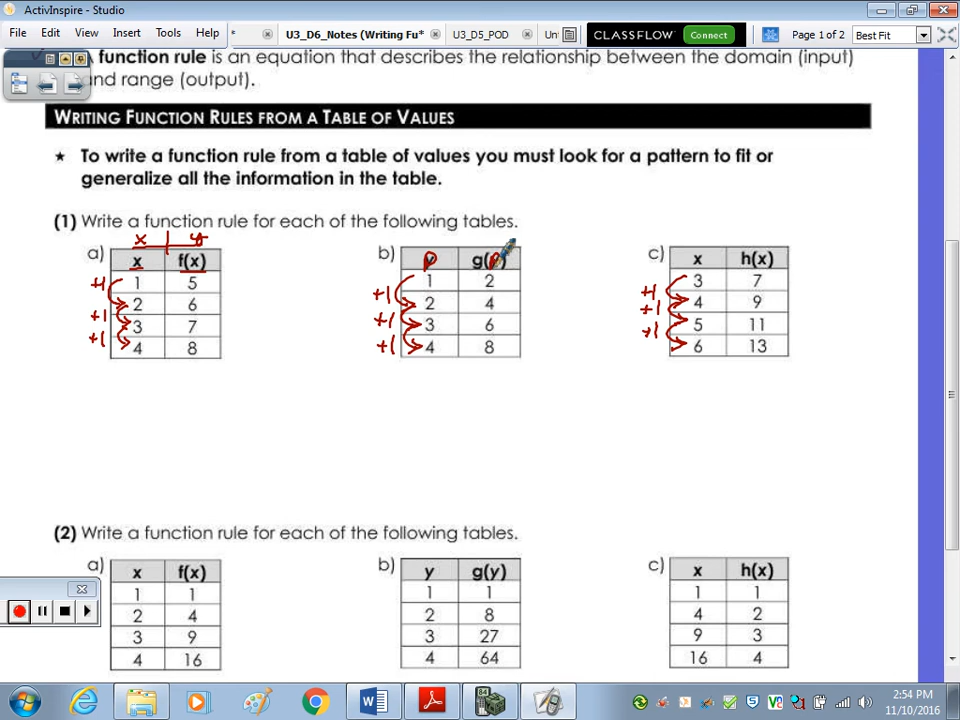 ActivInspire - Studio
File Edit View Insert Tools Help * U3_D6_Notes (Writing Fu* U3_D5_POD Un CLASSFLOW Connect Page 1 of 2 Best Fit
function rule is an equation that describes the relationship between the domain (input)
and range (output).
WRITING FUNCTION RULES FROM A TABLE OF VALUES
★ To write a function rule from a table of values you must look for a pattern to fit or
generalize all the information in the table.
(1) Write a function rule for each of the following tables.
x y
a)
x f(x)
1 5
2 6
3 7
4 8
+1
+1
+1
b)
p g(p)
1 2
2 4
3 6
4 8
+1
+1
+1
c)
x h(x)
3 7
4 9
5 11
6 13
+1
+1
+1
(2) Write a function rule for each of the following tables.
a)
x f(x)
1 1
2 4
3 9
4 16
b)
y g(y)
1 1
2 8
3 27
4 64
c)
x h(x)
1 1
4 2
9 3
16 4
2:54 PM
11/10/2016